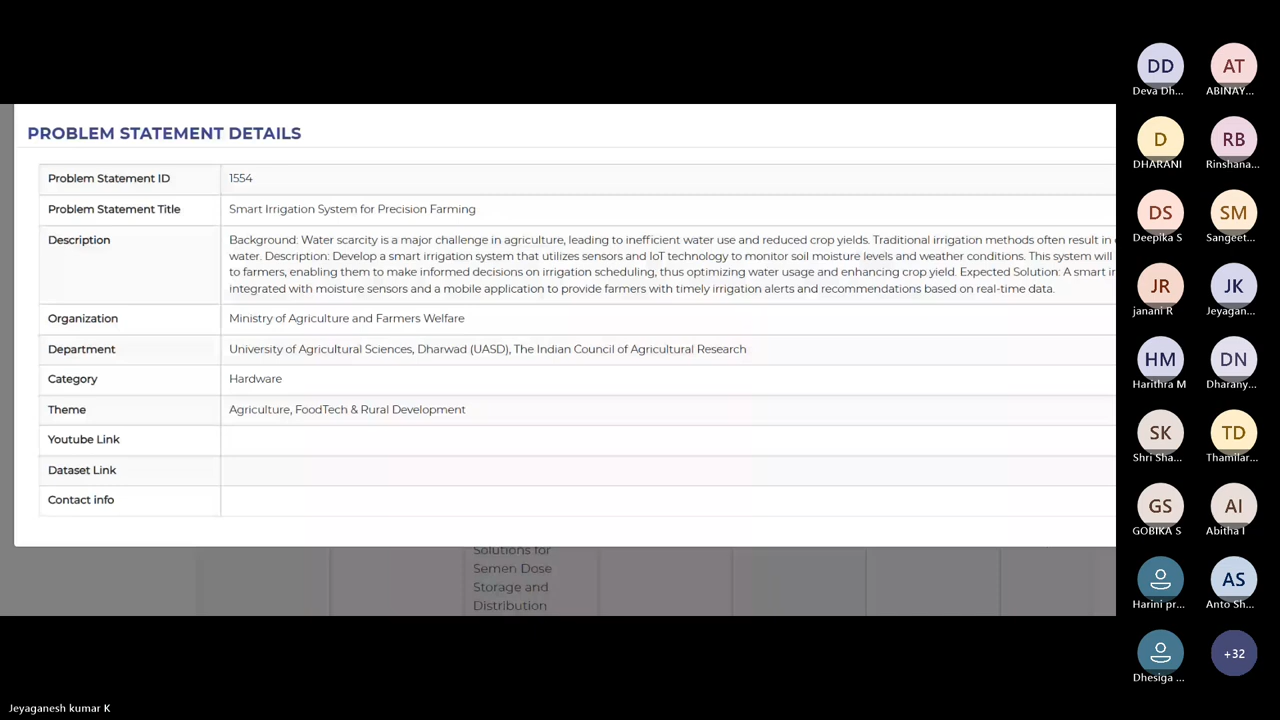 PROBLEM STATEMENT DETAILS
Problem Statement ID 1554
Problem Statement Title Smart Irrigation System for Precision Farming
Description Background: Water scarcity is a major challenge in agriculture, leading to inefficient water use and reduced crop yields. Traditional irrigation methods often result in
water. Description: Develop a smart irrigation system that utilizes sensors and IoT technology to monitor soil moisture levels and weather conditions. This system will
to farmers, enabling them to make informed decisions on irrigation scheduling, thus optimizing water usage and enhancing crop yield. Expected Solution: A smart ir
integrated with moisture sensors and a mobile application to provide farmers with timely irrigation alerts and recommendations based on real-time data.
Organization Ministry of Agriculture and Farmers Welfare
Department University of Agricultural Sciences, Dharwad (UASD), The Indian Council of Agricultural Research
Category Hardware
Theme Agriculture, FoodTech & Rural Development
Youtube Link
Dataset Link
Contact info
Solutions for
Semen Dose
Storage and
Distribution
DD AT
Deva Dh... ABINAY...
D RB
DHARANI Rinshana...
DS SM
Deepika S Sangeet...
JR JK
janani R Jeyagan...
HM DN
Harithra M Dharany...
SK TD
Shri Sha... Thamilar...
GS AI
GOBIKA S Abitha I
AS
Harini pr... Anto Sh...
+32
Dhesiga ...
Jeyaganesh kumar K